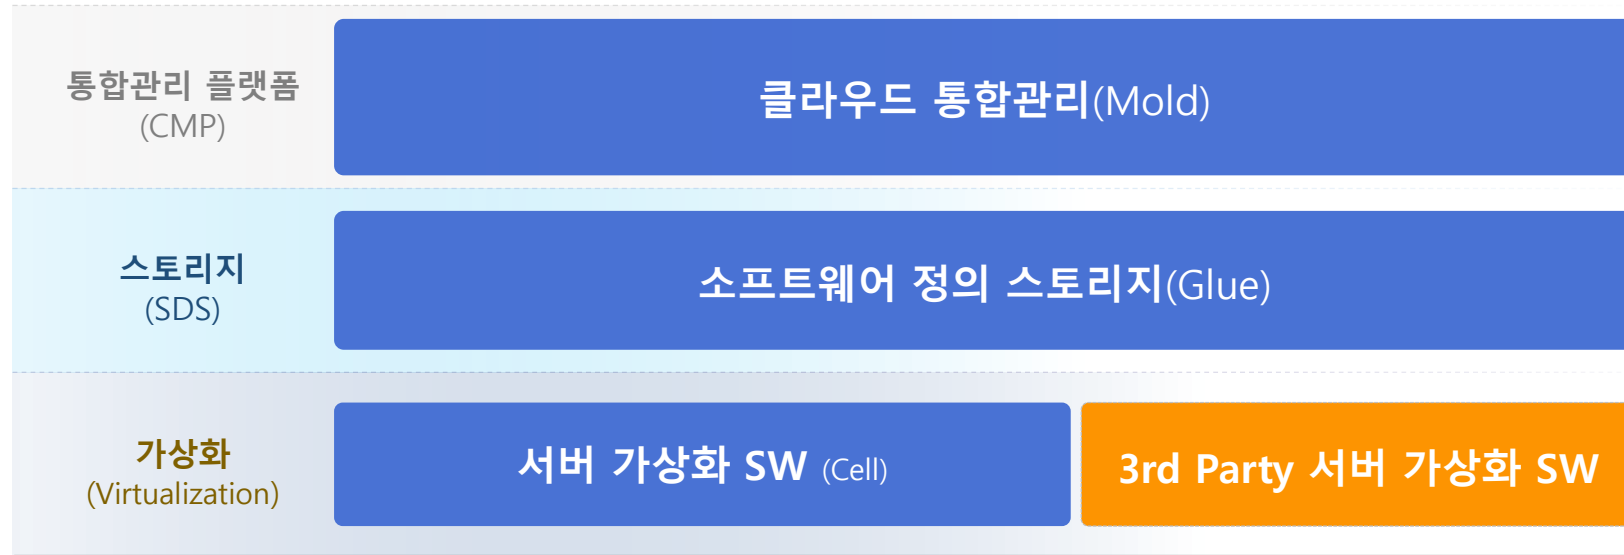 통합관리 플랫폼
(CMP)
클라우드 통합관리(Mold)
스토리지
(SDS)
소프트웨어 정의 스토리지(Glue)
가상화
(Virtualization)
서버 가상화 SW (Cell)
3rd Party 서버 가상화 SW